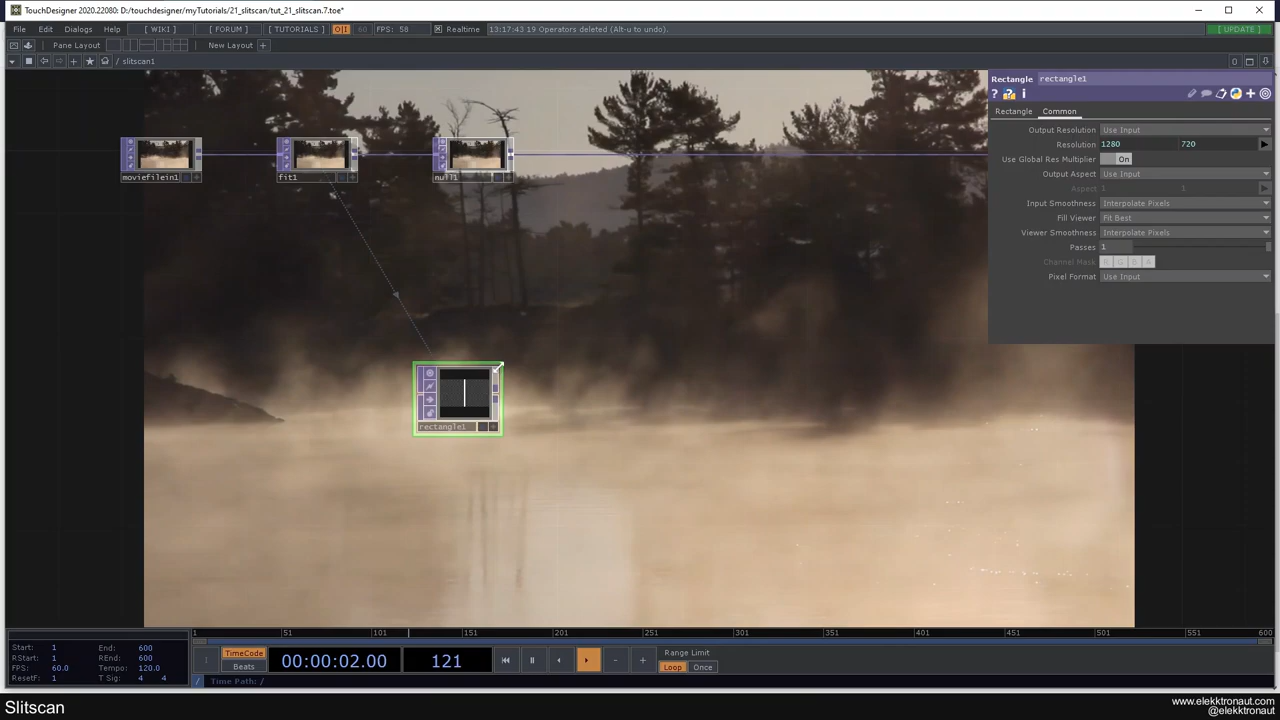 TouchDesigner 2020.22080: D:/touchdesigner/myTutorials/21_slitscan/tut_21_slitscan.7.toe*
File Edit Dialogs Help [ WIKI ] [ FORUM ] [ TUTORIALS ] O|I 60 FPS: 58 Realtime 13:17:43 19 Operators deleted (Alt-u to undo). [ UPDATE ]
Pane Layout New Layout +
/ slitscan1 0
Rectangle rectangle1
? i
Rectangle Common
Output Resolution Use Input
Resolution 1280 720
Use Global Res Multiplier On
Output Aspect Use Input
Aspect 1 1
Input Smoothness Interpolate Pixels
Fill Viewer Fit Best
Viewer Smoothness Interpolate Pixels
Passes 1
Channel Mask R G B A
Pixel Format Use Input
moviefilein1 fit1 null1
rectangle1
1 51 101 151 201 251 301 351 401 451 501 551 600
Start: 1 End: 600
RStart: 1 REnd: 600
FPS: 60.0 Tempo: 120.0
ResetF: 1 T Sig: 4 4
TimeCode
Beats
00:00:02.00 121
Range Limit
Loop Once
/ Time Path: /
Slitscan
www.elekktronaut.com
@elekktronaut